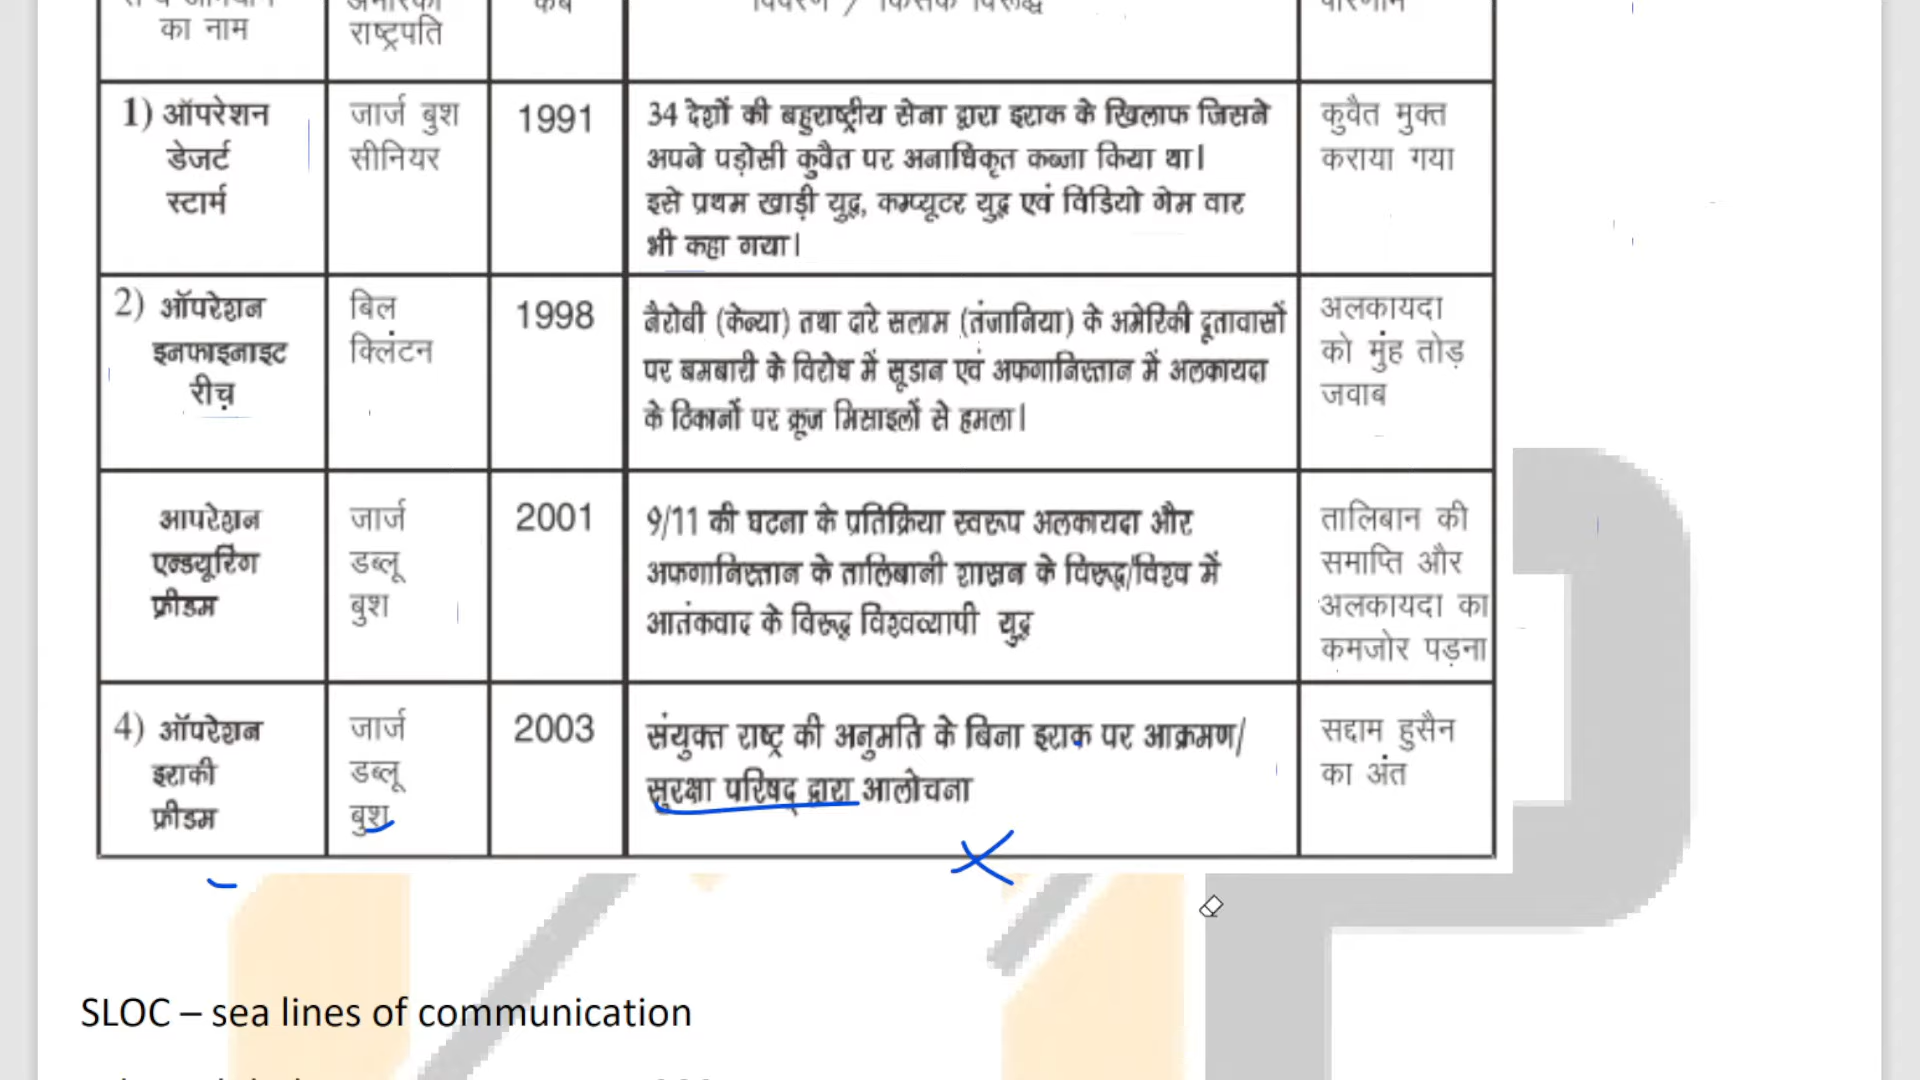 का नाम
राष्ट्रपति
कब
1) ऑपरेशन
डेजर्ट
स्टार्म
जार्ज बुश
सीनियर
1991
34 देशों की बहुराष्ट्रीय सेना द्वारा इराक के खिलाफ जिसने
अपने पड़ोसी कुवैत पर अनाधिकृत कब्जा किया था।
इसे प्रथम खाड़ी युद्ध, कम्प्यूटर युद्ध एवं विडियो गेम वार
भी कहा गया।
कुवैत मुक्त
कराया गया
2) ऑपरेशन
इनफाइनाइट
रीच
बिल
क्लिंटन
1998
नैरोबी (केन्या) तथा दारे सलाम (तंजानिया) के अमेरिकी दूतावासों
पर बमबारी के विरोध में सूडान एवं अफगानिस्तान में अलकायदा
के ठिकानों पर क्रूज मिसाइलों से हमला।
अलकायदा
को मुंह तोड़
जवाब
आपरेशन
एन्डयूरिंग
फ्रीडम
जार्ज
डब्लू
बुश
2001
9/11 की घटना के प्रतिक्रिया स्वरूप अलकायदा और
अफगानिस्तान के तालिबानी शासन के विरूद्ध/विश्व में
आतंकवाद के विरूद्ध विश्वव्यापी युद्ध
तालिबान की
समाप्ति और
अलकायदा का
कमजोर पड़ना
4) ऑपरेशन
इराकी
फ्रीडम
जार्ज
डब्लू
बुश
2003
संयुक्त राष्ट्र की अनुमति के बिना इराक पर आक्रमण/
सुरक्षा परिषद् द्वारा आलोचना
सद्दाम हुसैन
का अंत
SLOC – sea lines of communication